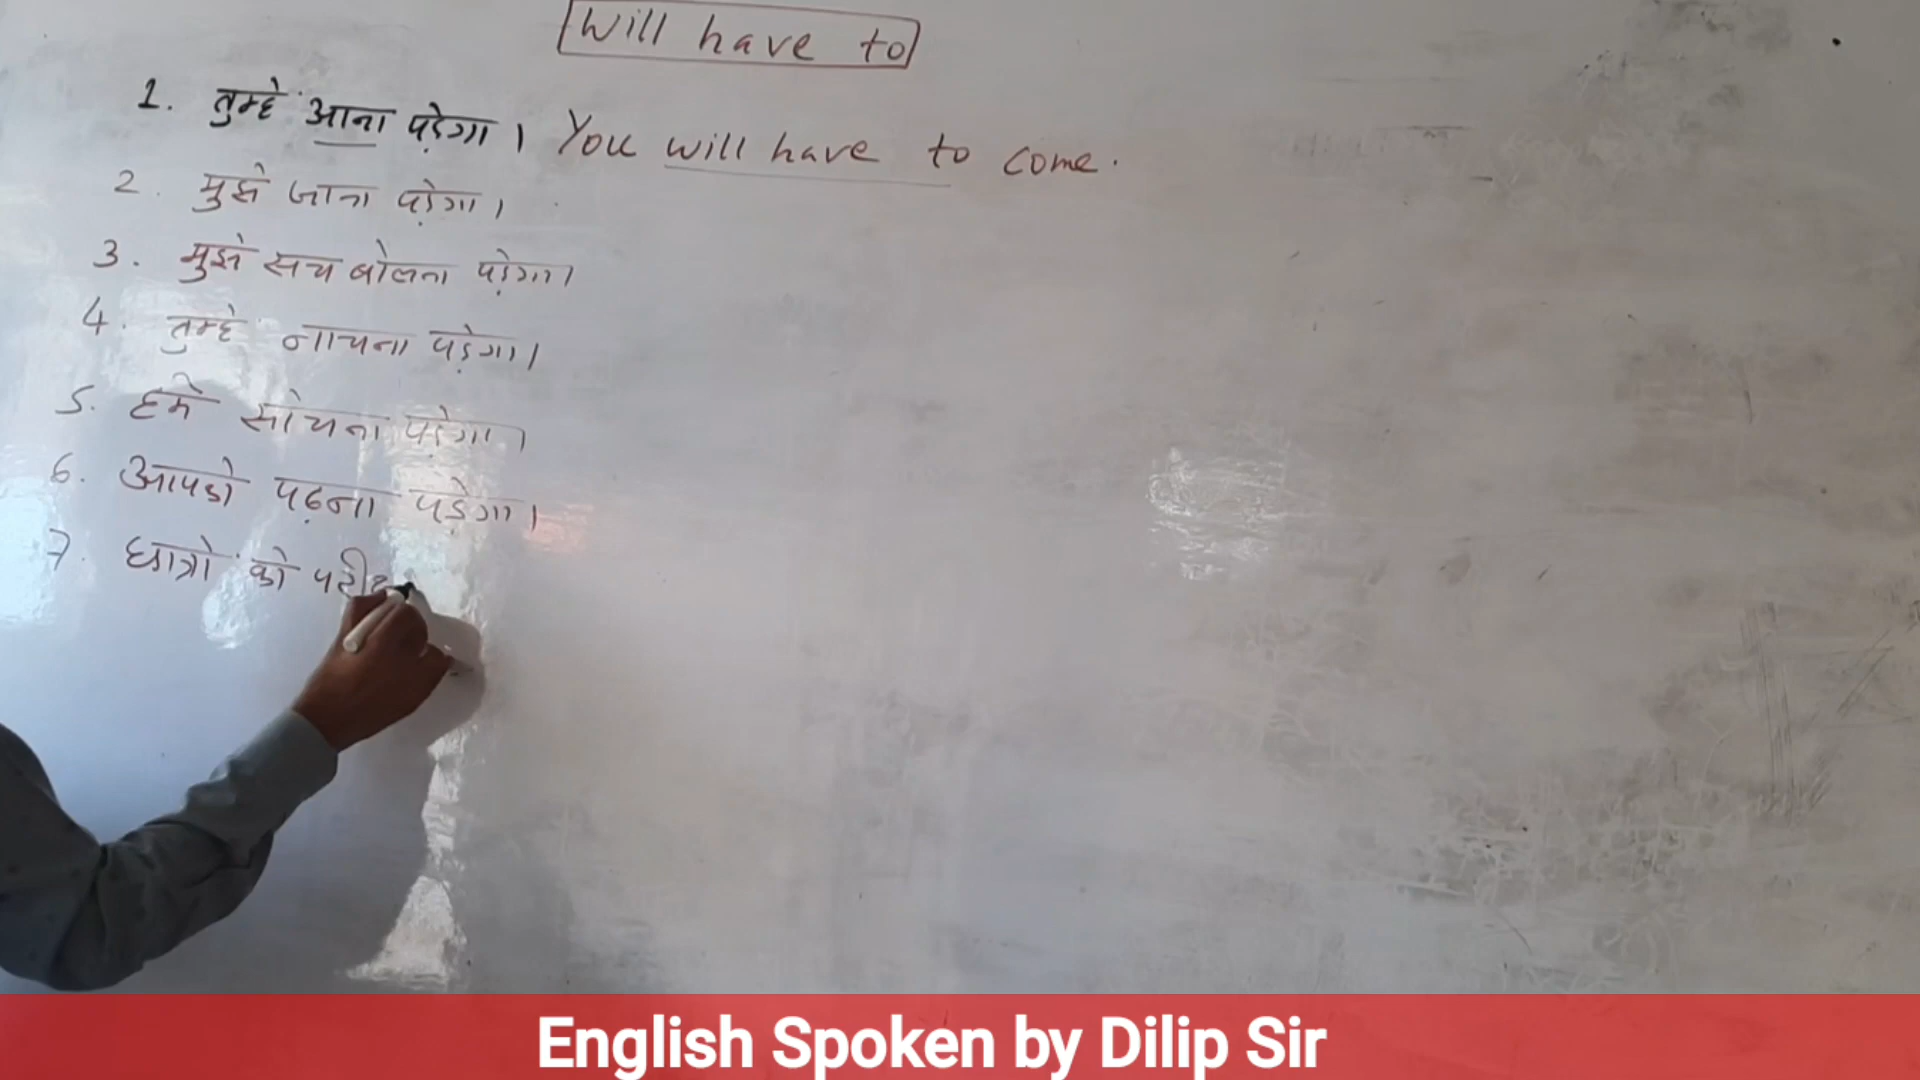 Will have to
1. तुम्हे आना पड़ेगा। You will have to come.
2. मुझे जाना पड़ेगा।
3. मुझे सच बोलना पड़ेगा।
4. तुम्हे नाचना पड़ेगा।
5. हमे सोचना पड़ेगा।
6. आपको पढ़ना पड़ेगा।
7. छात्रो को
English Spoken by Dilip Sir